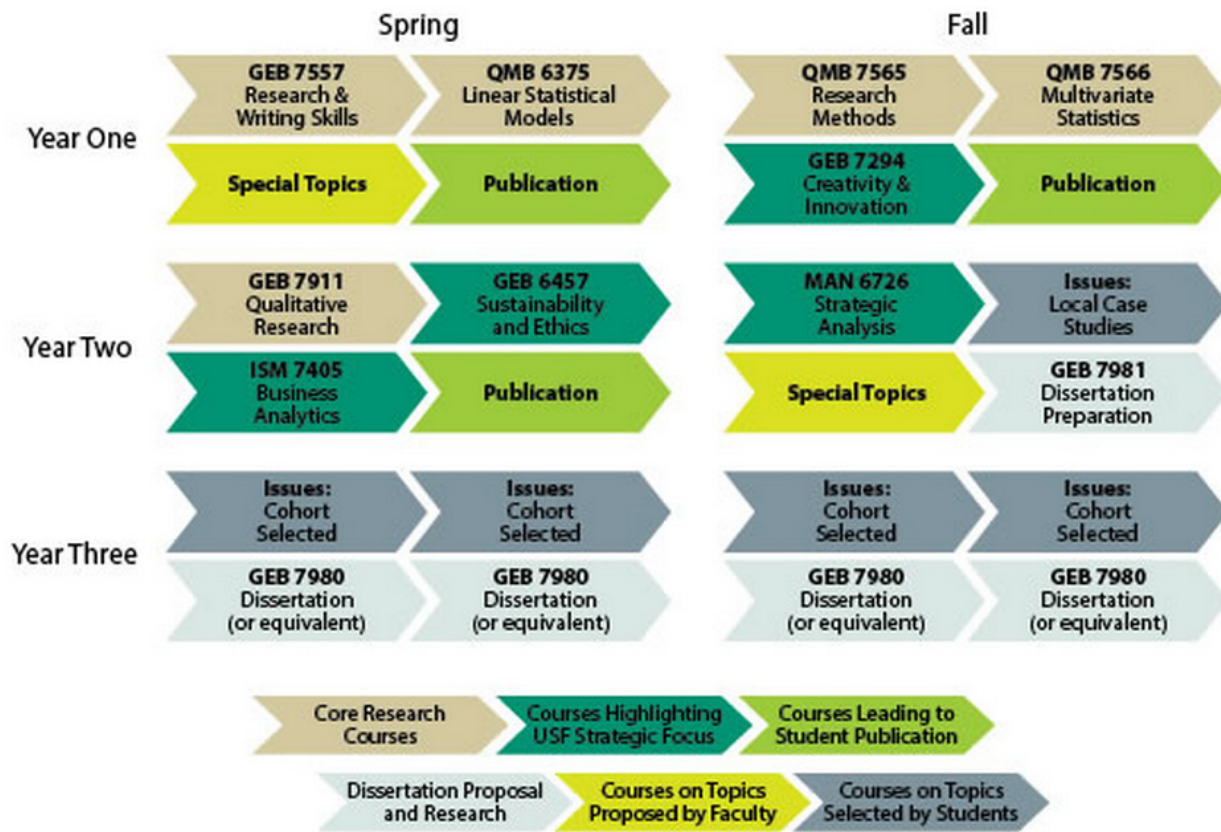 Spring
Fall
Year One
GEB 7557
Research &
Writing Skills
QMB 6375
Linear Statistical
Models
QMB 7565
Research
Methods
QMB 7566
Multivariate
Statistics
Special Topics
Publication
GEB 7294
Creativity &
Innovation
Publication
Year Two
GEB 7911
Qualitative
Research
GEB 6457
Sustainability
and Ethics
MAN 6726
Strategic
Analysis
Issues:
Local Case
Studies
ISM 7405
Business
Analytics
Publication
Special Topics
GEB 7981
Dissertation
Preparation
Year Three
Issues:
Cohort
Selected
Issues:
Cohort
Selected
Issues:
Cohort
Selected
Issues:
Cohort
Selected
GEB 7980
Dissertation
(or equivalent)
GEB 7980
Dissertation
(or equivalent)
GEB 7980
Dissertation
(or equivalent)
GEB 7980
Dissertation
(or equivalent)
Core Research
Courses
Courses Highlighting
USF Strategic Focus
Courses Leading to
Student Publication
Dissertation Proposal
and Research
Courses on Topics
Proposed by Faculty
Courses on Topics
Selected by Students